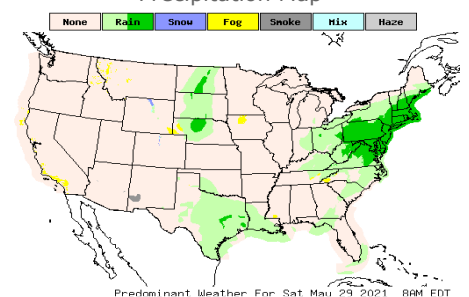 Precipitation Map
None Rain Snow Fog Smoke Mix Haze
Predominant Weather For Sat May 29 2021 8AM EDT